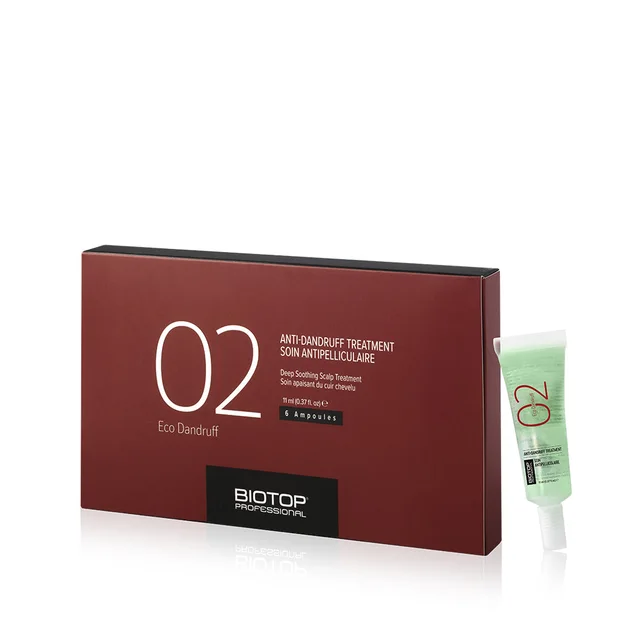 02
Eco Dandruff
ANTI-DANDRUFF TREATMENT
SOIN ANTIPELLICULAIRE
Deep Soothing Scalp Treatment
Soin apaisant du cuir chevelu
11 ml (0.37 fl. oz) ℮
6 Ampoules
BIOTOP®
PROFESSIONAL
02
ANTI-DANDRUFF TREATMENT
SOIN
ANTIPELLICULAIRE
BIOTOP